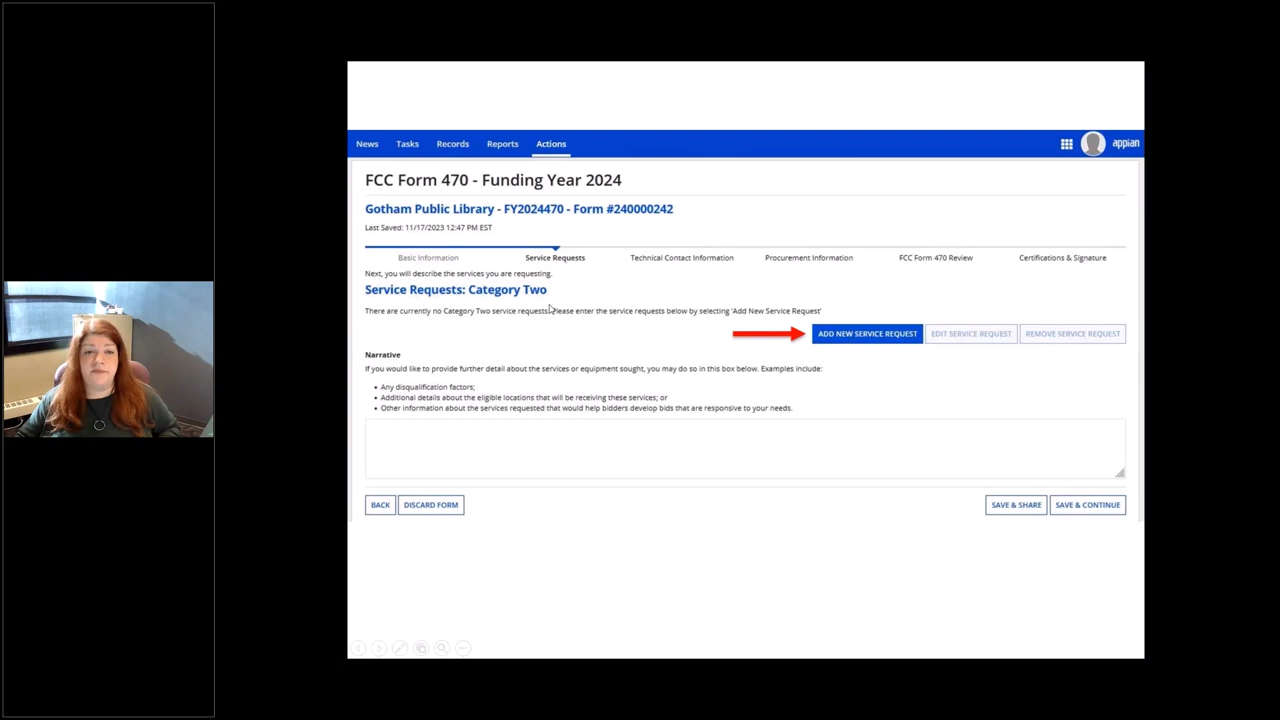 News Tasks Records Reports Actions appian
FCC Form 470 - Funding Year 2024
Gotham Public Library - FY2024470 - Form #240000242
Last Saved: 11/17/2023 12:47 PM EST
Basic Information Service Requests Technical Contact Information Procurement Information FCC Form 470 Review Certifications & Signature
Next, you will describe the services you are requesting.
Service Requests: Category Two
There are currently no Category Two service requests. Please enter the service requests below by selecting 'Add New Service Request'
ADD NEW SERVICE REQUEST EDIT SERVICE REQUEST REMOVE SERVICE REQUEST
Narrative
If you would like to provide further detail about the services or equipment sought, you may do so in this box below. Examples include:
• Any disqualification factors;
• Additional details about the eligible locations that will be receiving these services; or
• Other information about the services requested that would help bidders develop bids that are responsive to your needs.
BACK DISCARD FORM SAVE & SHARE SAVE & CONTINUE